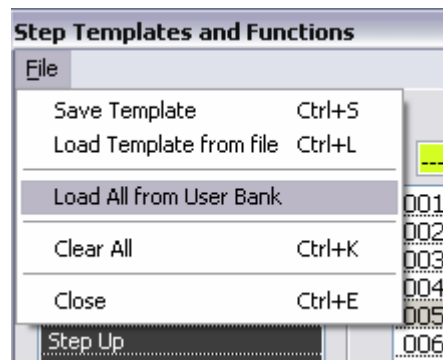 Step Templates and Functions
File
Save Template Ctrl+S
Load Template from file Ctrl+L
---
Load All from User Bank
001
002
Clear All Ctrl+K
003
004
Close Ctrl+E
005
Step Up
006